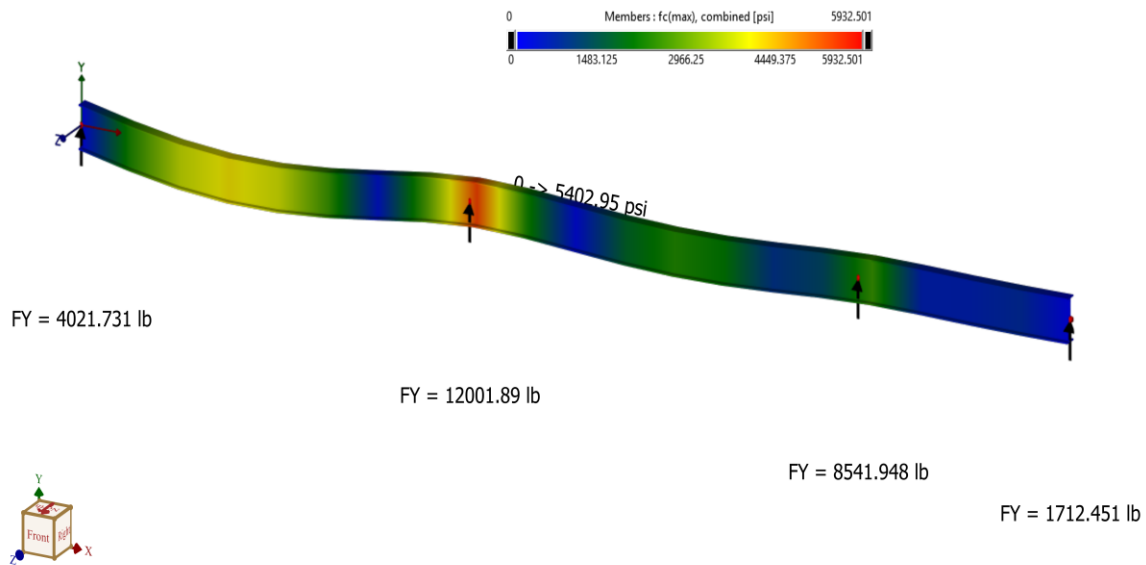 0 Members : fc(max), combined [psi] 5932.501
0 1483.125 2966.25 4449.375 5932.501
Y
Z
0 -> 5402.95 psi
FY = 4021.731 lb
FY = 12001.89 lb
FY = 8541.948 lb
FY = 1712.451 lb
Y
Front Right
Z X